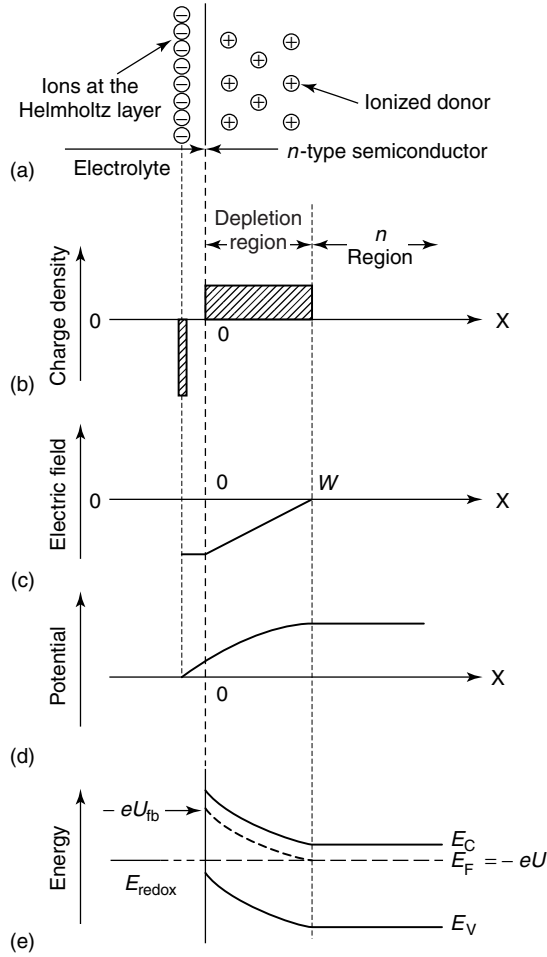 Ions at the
Helmholtz layer
Ionized donor
Electrolyte
n-type semiconductor
(a)
Depletion
region
n
Region
Charge density
0
0
X
(b)
Electric field
0
0
W
X
(c)
Potential
0
X
(d)
Energy
– eU_fb
E_C
E_F = – eU
E_redox
E_V
(e)